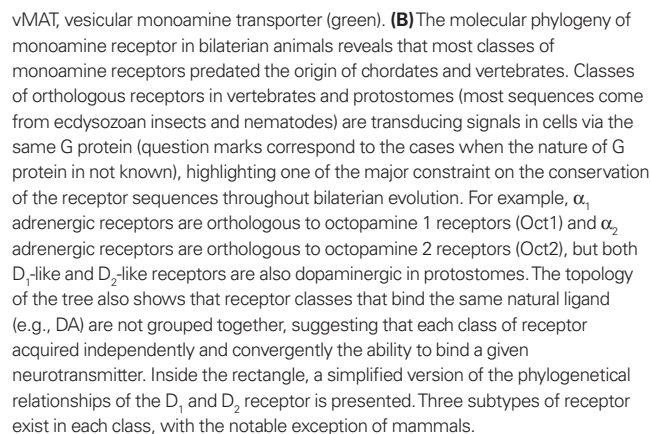 vMAT, vesicular monoamine transporter (green). (B) The molecular phylogeny of
monoamine receptor in bilaterian animals reveals that most classes of
monoamine receptors predated the origin of chordates and vertebrates. Classes
of orthologous receptors in vertebrates and protostomes (most sequences come
from ecdysozoan insects and nematodes) are transducing signals in cells via the
same G protein (question marks correspond to the cases when the nature of G
protein in not known), highlighting one of the major constraint on the conservation
of the receptor sequences throughout bilaterian evolution. For example, α₁
adrenergic receptors are orthologous to octopamine 1 receptors (Oct1) and α₂
adrenergic receptors are orthologous to octopamine 2 receptors (Oct2), but both
D₁-like and D₂-like receptors are also dopaminergic in protostomes. The topology
of the tree also shows that receptor classes that bind the same natural ligand
(e.g., DA) are not grouped together, suggesting that each class of receptor
acquired independently and convergently the ability to bind a given
neurotransmitter. Inside the rectangle, a simplified version of the phylogenetical
relationships of the D₁ and D₂ receptor is presented. Three subtypes of receptor
exist in each class, with the notable exception of mammals.